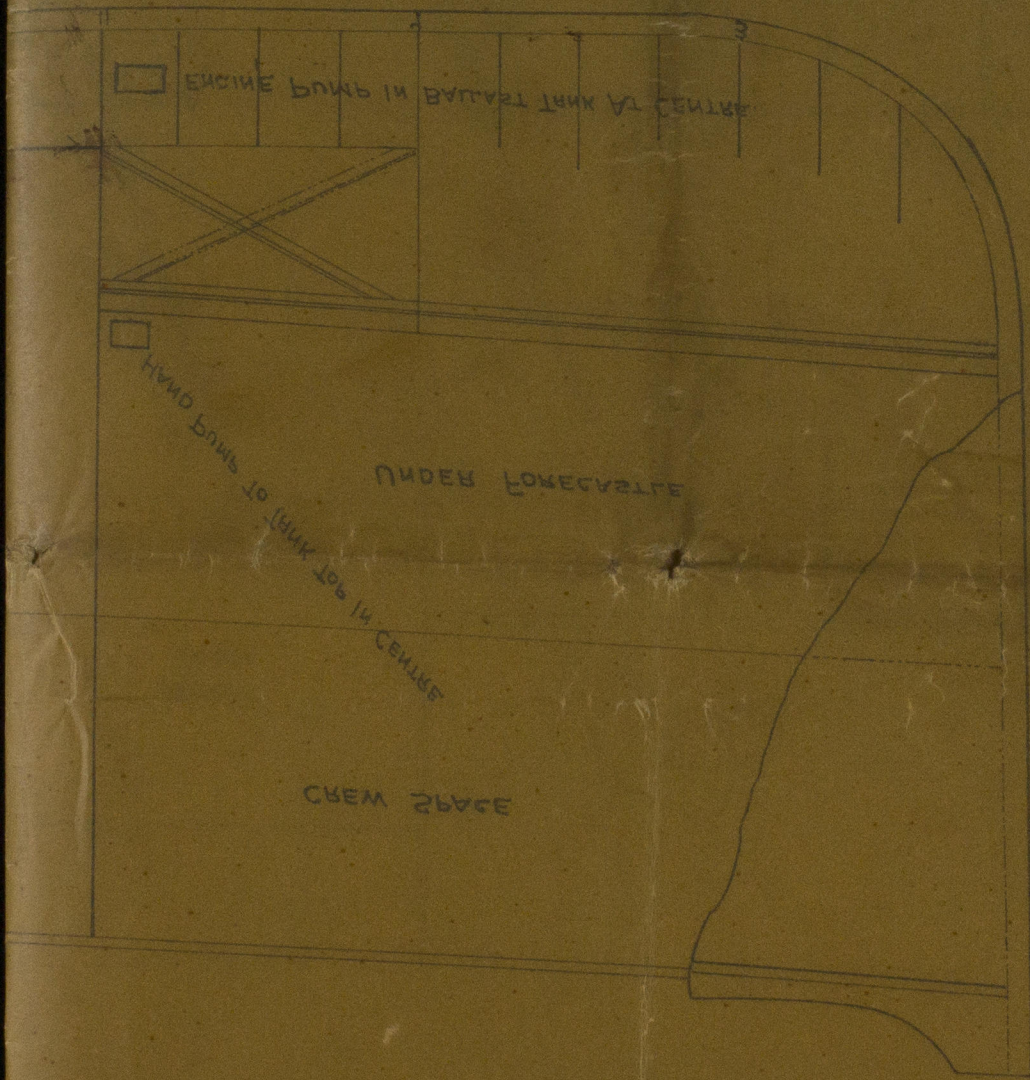 ENGINE PUMP IN BALLAST TANK AT CENTRE
HAND PUMP TO TANK TOP IN CENTRE
UNDER FORECASTLE
CREW SPACE